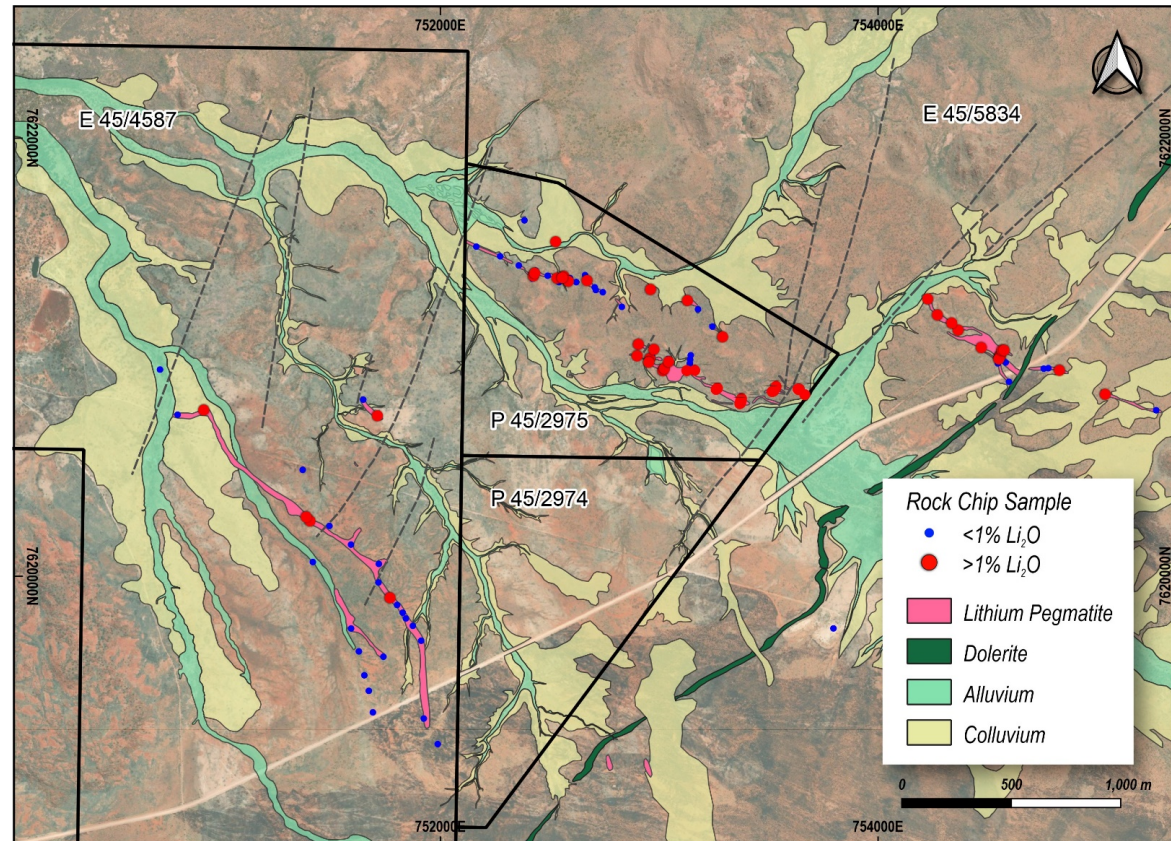 752000E
754000E
E 45/4587
E 45/5834
7622000N
7622000N
P 45/2975
P 45/2974
7620000N
7620000N
Rock Chip Sample
<1% Li₂O
>1% Li₂O
Lithium Pegmatite
Dolerite
Alluvium
Colluvium
0 500 1,000 m
752000E
754000E